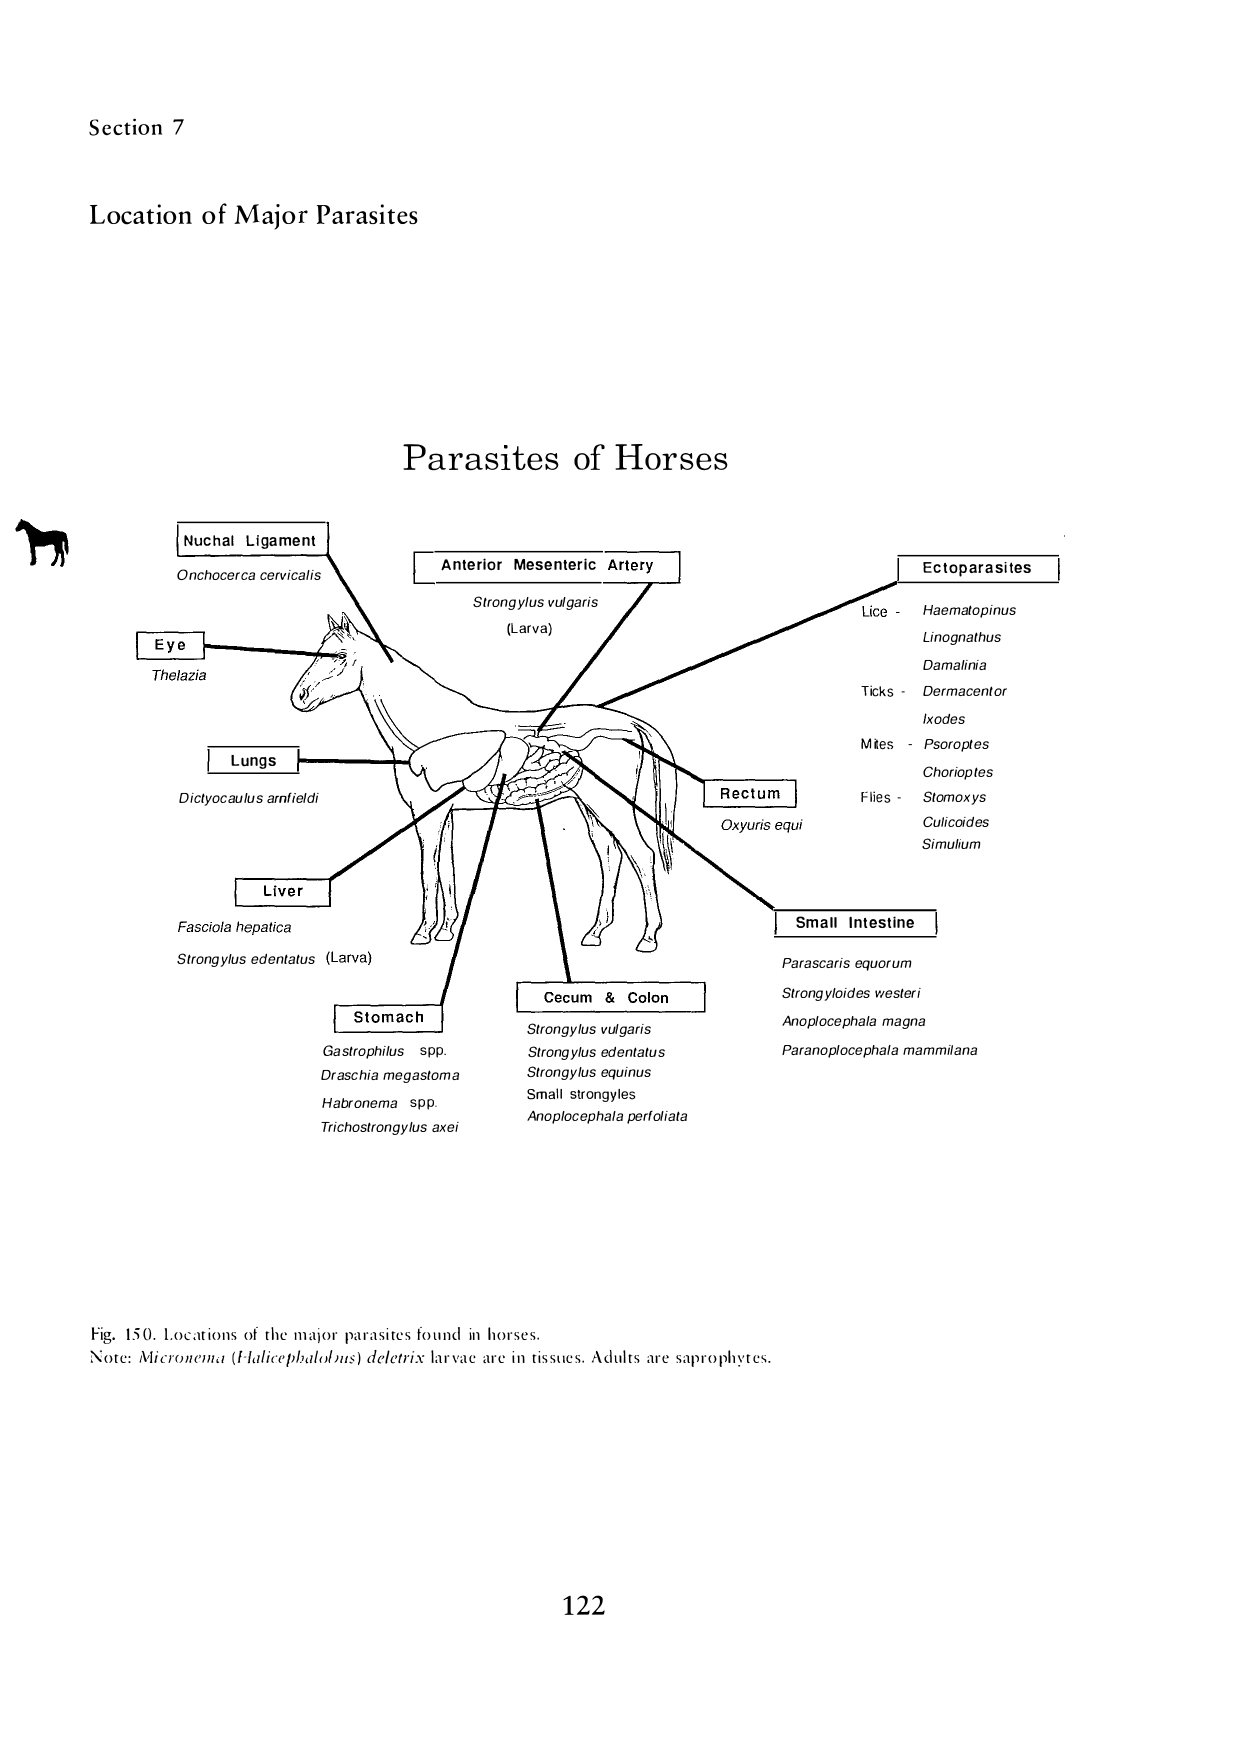 Section 7
Location of Major Parasites
Parasites of Horses
Nuchal Ligament
Onchocerca cervicalis
Anterior Mesenteric Artery
Strongylus vulgaris
(Larva)
Ectoparasites
Lice - Haematopinus
Linognathus
Damalinia
Ticks - Dermacentor
Ixodes
Mites - Psoroptes
Chorioptes
Flies - Stomoxys
Culicoides
Simulium
Eye
Thelazia
Lungs
Dictyocaulus arnfieldi
Rectum
Oxyuris equi
Liver
Fasciola hepatica
Strongylus edentatus (Larva)
Small Intestine
Parascaris equorum
Strongyloides westeri
Anoplocephala magna
Paranoplocephala mammilana
Stomach
Gastrophilus spp.
Draschia megastoma
Habronema spp.
Trichostrongylus axei
Cecum & Colon
Strongylus vulgaris
Strongylus edentatus
Strongylus equinus
Small strongyles
Anoplocephala perfoliata
Fig. 150. Locations of the major parasites found in horses.
Note: Micronema (Halicephalobus) deletrix larvae are in tissues. Adults are saprophytes.
122